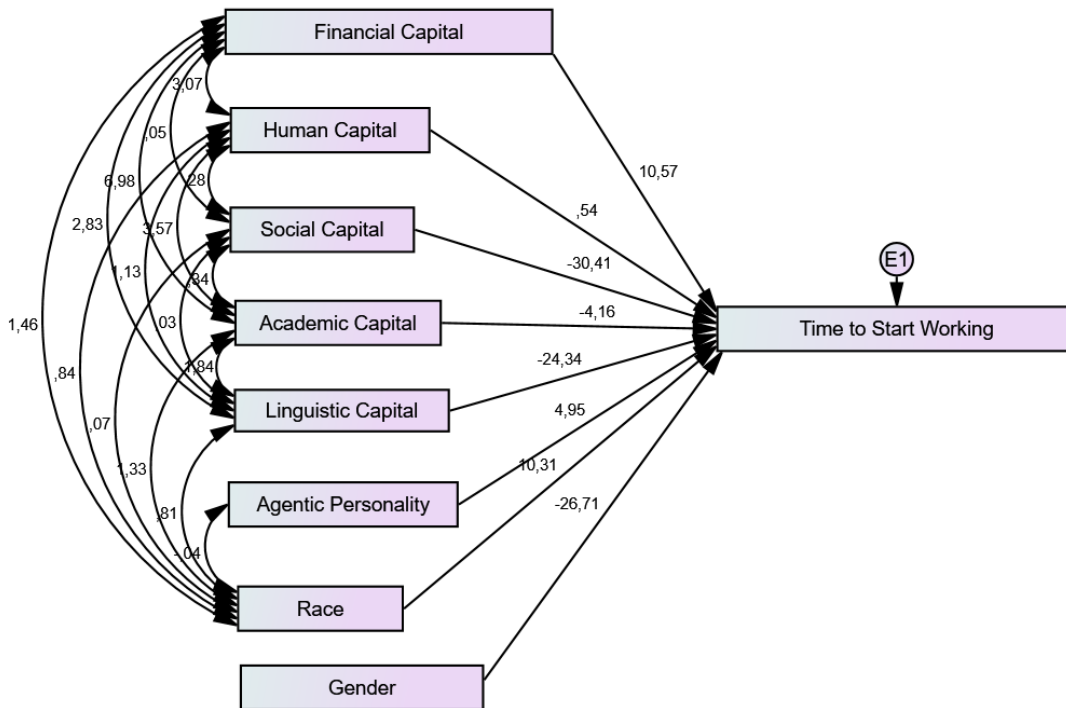 Financial Capital
3,07
Human Capital
,05
10,57
6,98
28
,54
2,83
3,57
Social Capital
-30,41
E1
1,13
,34
Academic Capital
-4,16
Time to Start Working
1,46
03
1,84
-24,34
,84
Linguistic Capital
4,95
,07
1,33
10,31
Agentic Personality
-26,71
,81
-,04
Race
Gender